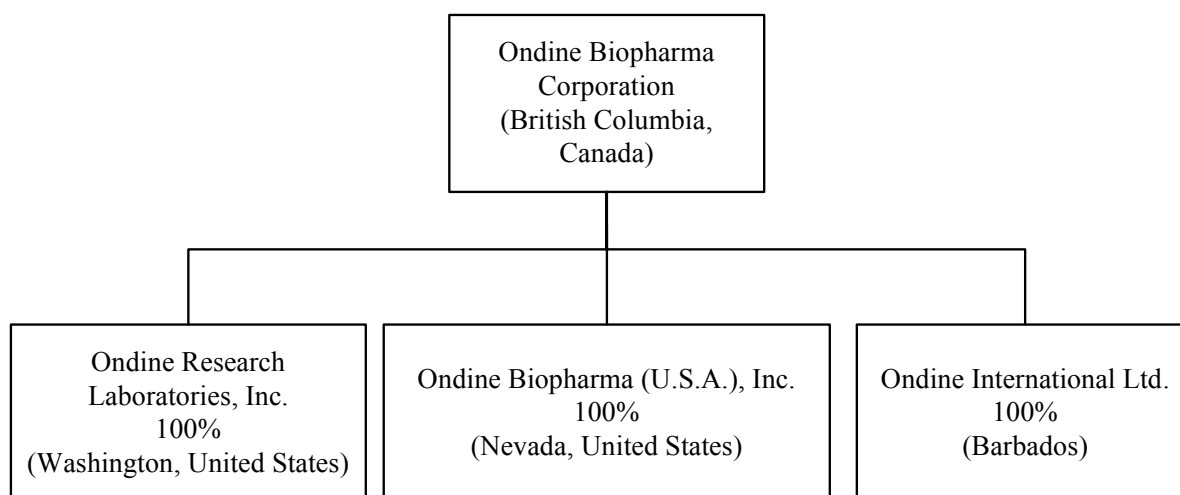 Ondine Biopharma
Corporation
(British Columbia,
Canada)
Ondine Research
Laboratories, Inc.
100%
(Washington, United States)
Ondine Biopharma (U.S.A.), Inc.
100%
(Nevada, United States)
Ondine International Ltd.
100%
(Barbados)